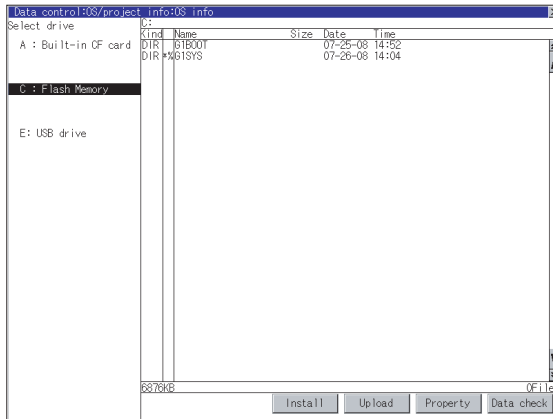 Data control:OS/project info:OS info
Select drive
C:
Kind Name Size Date Time
A : Built-in CF card
DIR G1BOOT 07-25-08 14:52
DIR *%G1SYS 07-26-08 14:04
C : Flash Memory
E: USB drive
6876KB 0File
Install Upload Property Data check